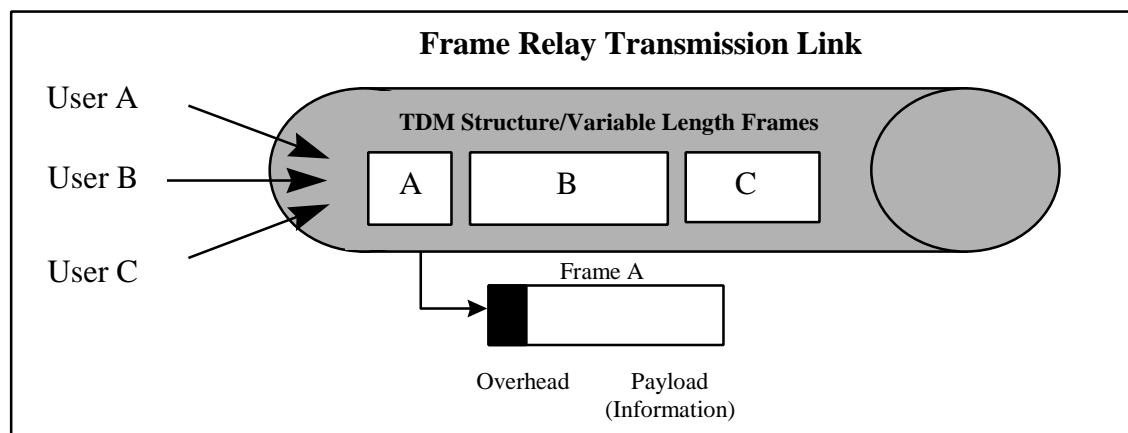 Frame Relay Transmission Link
User A
TDM Structure/Variable Length Frames
User B
A
B
C
User C
Frame A
Overhead
Payload
(Information)